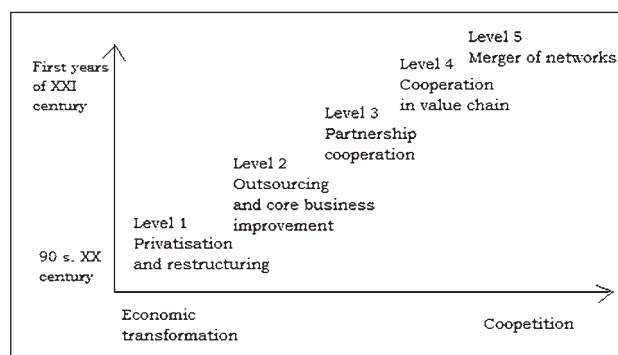 Level 5
Merger of networks
Level 4
Cooperation
in value chain
First years
of XXI
century
Level 3
Partnership
cooperation
Level 2
Outsourcing
and core business
improvement
Level 1
Privatisation
and restructuring
90 s. XX
century
Economic
transformation
Coopetition